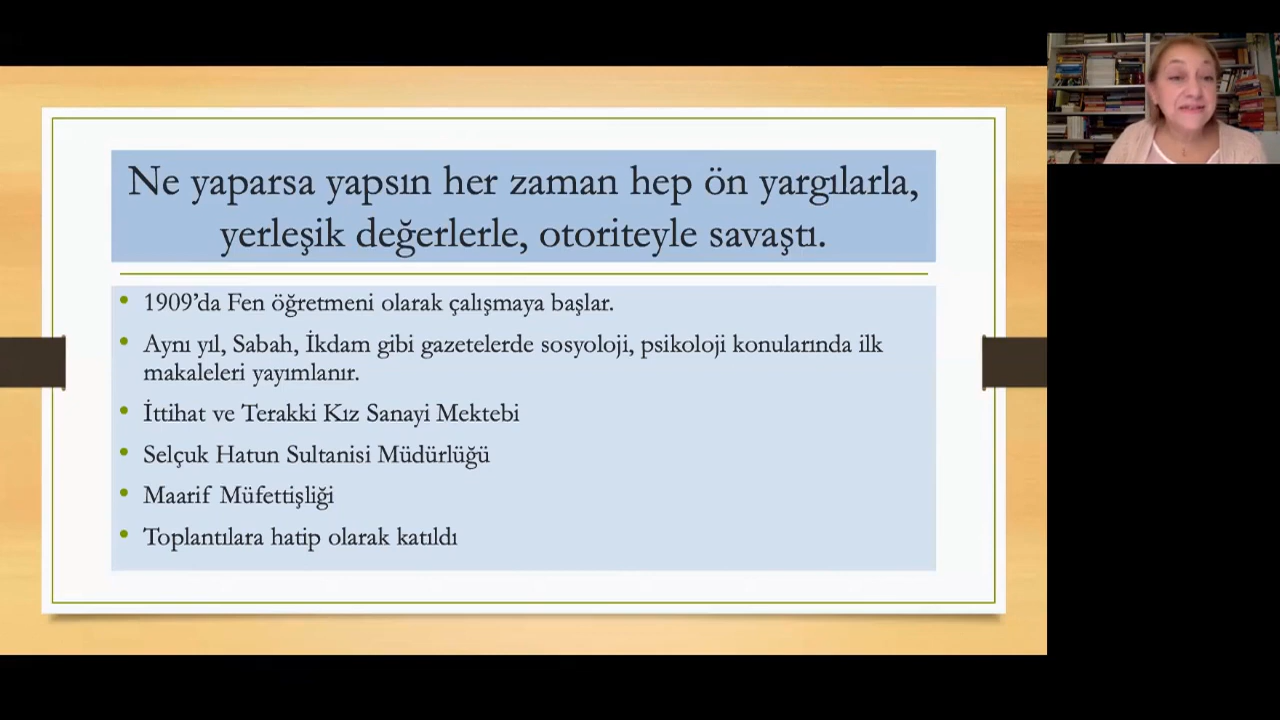 Ne yaparsa yapsın her zaman hep ön yargılarla,
yerleşik değerlerle, otoriteyle savaştı.
• 1909’da Fen öğretmeni olarak çalışmaya başlar.
• Aynı yıl, Sabah, İkdam gibi gazetelerde sosyoloji, psikoloji konularında ilk
makaleleri yayımlanır.
• İttihat ve Terakki Kız Sanayi Mektebi
• Selçuk Hatun Sultanisi Müdürlüğü
• Maarif Müfettişliği
• Toplantılara hatip olarak katıldı